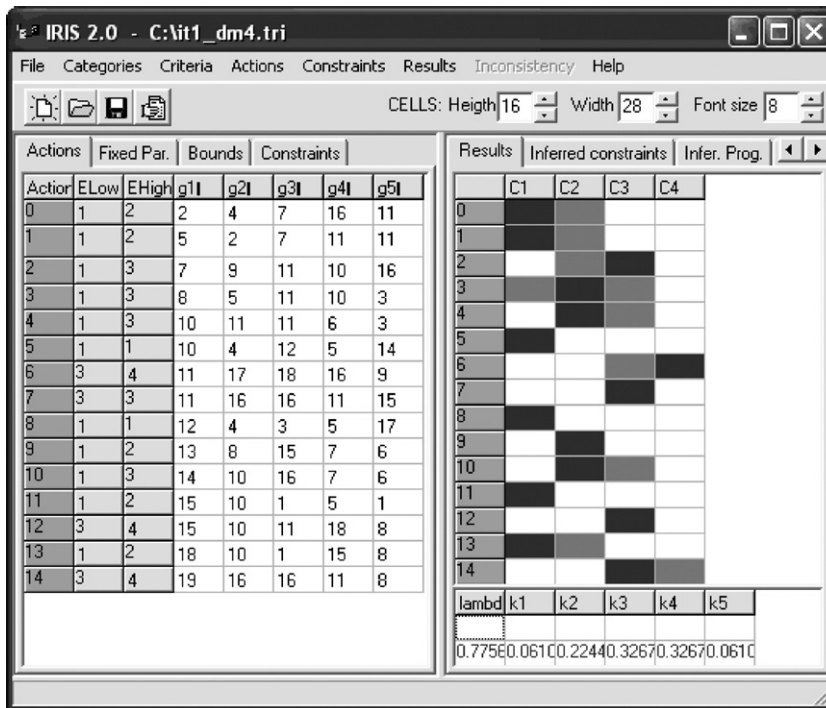 IRIS 2.0 - C:\it1_dm4.tri
File Categories Criteria Actions Constraints Results Inconsistency Help
CELLS: Heigth 16 Width 28 Font size 8
Actions Fixed Par. Bounds Constraints
Action ELow EHigh g1 g2 g3 g4 g5
0 1 2 2 4 7 16 11
1 1 2 5 2 7 11 11
2 1 3 7 9 11 10 16
3 1 3 8 5 11 10 3
4 1 3 10 11 11 6 3
5 1 1 10 4 12 5 14
6 3 4 11 17 18 16 9
7 3 3 11 16 16 11 15
8 1 1 12 4 3 5 17
9 1 2 13 8 15 7 6
10 1 3 14 10 16 7 6
11 1 2 15 10 1 5 1
12 3 4 15 10 11 18 8
13 1 2 18 10 1 15 8
14 3 4 19 16 16 11 8
Results Inferred constraints Infer. Prog.
C1 C2 C3 C4
0
1
2
3
4
5
6
7
8
9
10
11
12
13
14
lambd k1 k2 k3 k4 k5
0.7756 0.0610 0.2244 0.3267 0.3267 0.0610